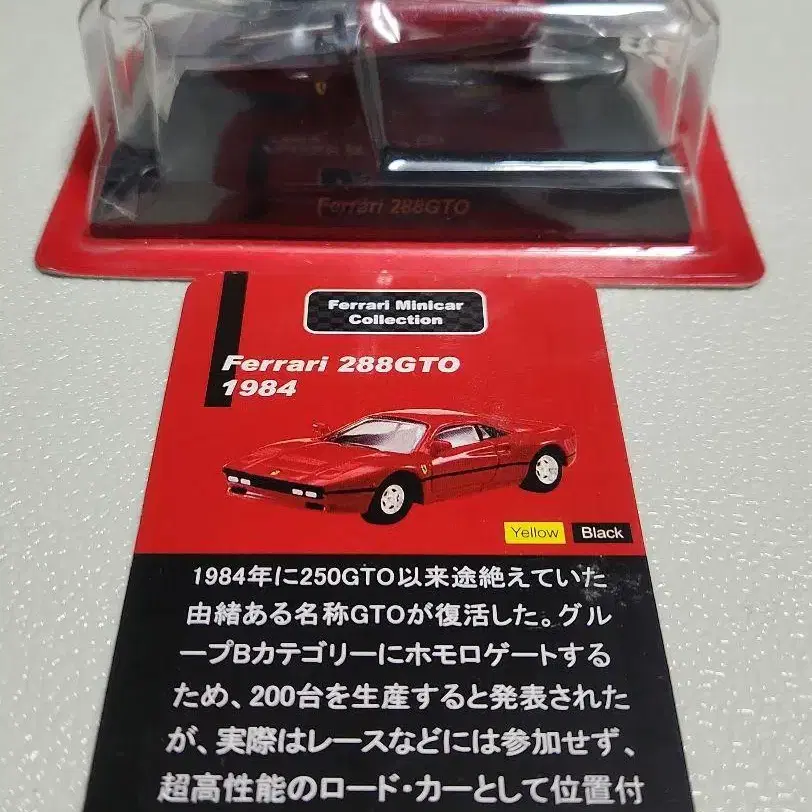 Ferrari 288GTO
Ferrari Minicar
Collection
Ferrari 288GTO
1984
Yellow Black
1984年に250GTO以来途絶えていた
由緒ある名称GTOが復活した。グル
ープBカテゴリーにホモロゲートする
ため、200台を生産すると発表された
が、実際はレースなどには参加せず、
超高性能のロード・カーとして位置付